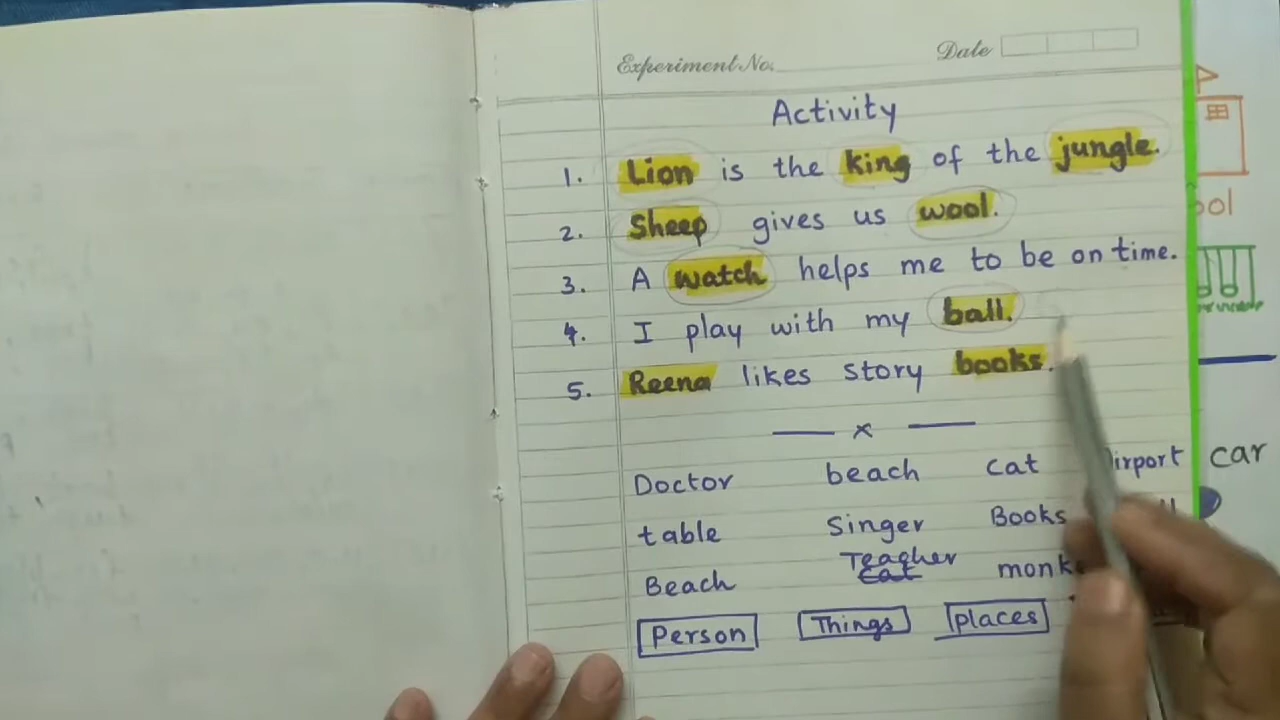 Experiment No. Date
Activity
1. Lion is the king of the jungle.
2. Sheep gives us wool.
3. A watch helps me to be on time.
4. I play with my ball.
5. Reena likes story books.
x
Doctor beach cat irport car
table Singer Books
Teacher
Beach cat monk
Person Things places
ool